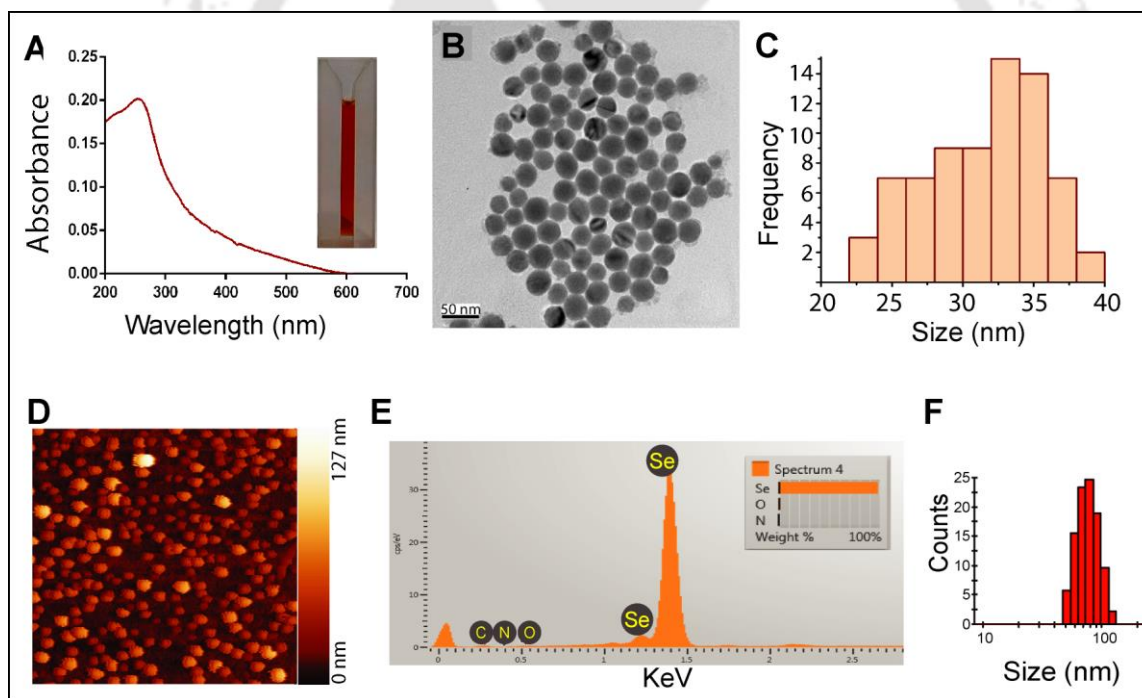 A
0.25
0.20
0.15
0.10
0.05
0.00
Absorbance
200 300 400 500 600 700
Wavelength (nm)
B
50 nm
C
14
12
10
8
6
4
2
Frequency
20 25 30 35 40
Size (nm)
D
127 nm
0 nm
E
30
20
10
0
cps/eV
Se
Se
C N O
Spectrum 4
Se
O
N
Weight % 100%
0 0.5 1.0 1.5 2.0 2.5
KeV
F
25
20
15
10
5
0
Counts
10 100
Size (nm)